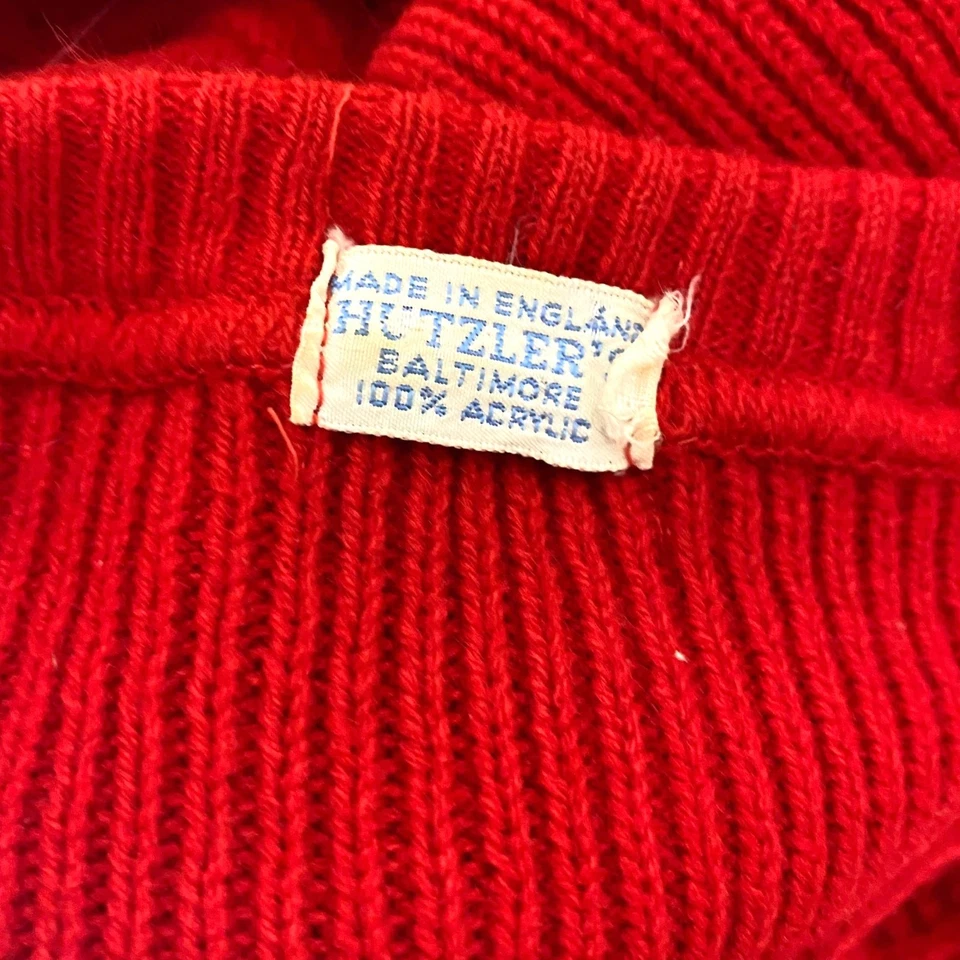 MADE IN ENGLAND
HUTZLER'S
BALTIMORE
100% ACRYLIC